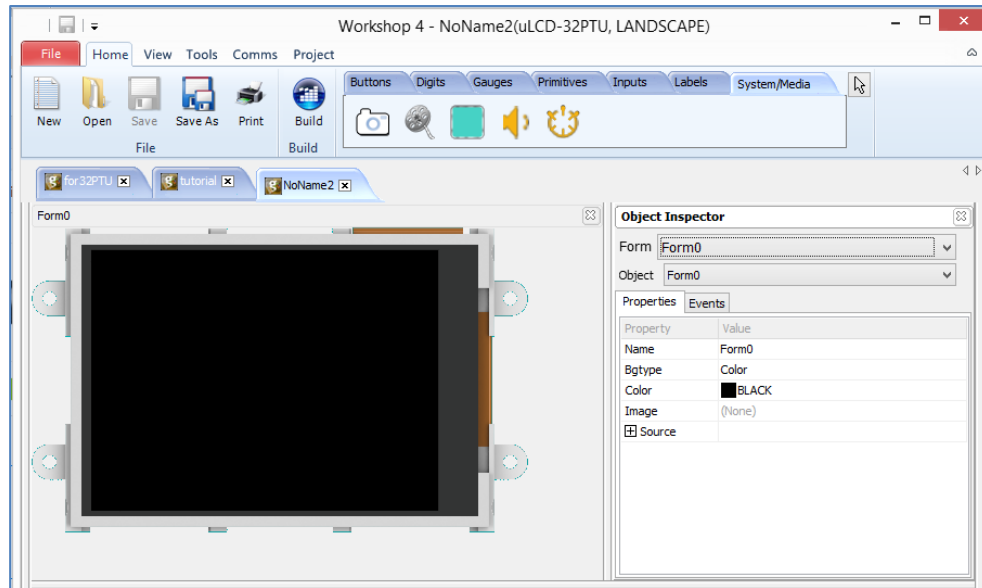 Workshop 4 - NoName2(uLCD-32PTU, LANDSCAPE)
File Home View Tools Comms Project
Buttons Digits Gauges Primitives Inputs Labels System/Media
New Open Save Save As Print Build
File Build
for32PTU tutorial NoName2
Form0
Object Inspector
Form Form0
Object Form0
Properties Events
Property Value
Name Form0
Bgtype Color
Color BLACK
Image (None)
Source